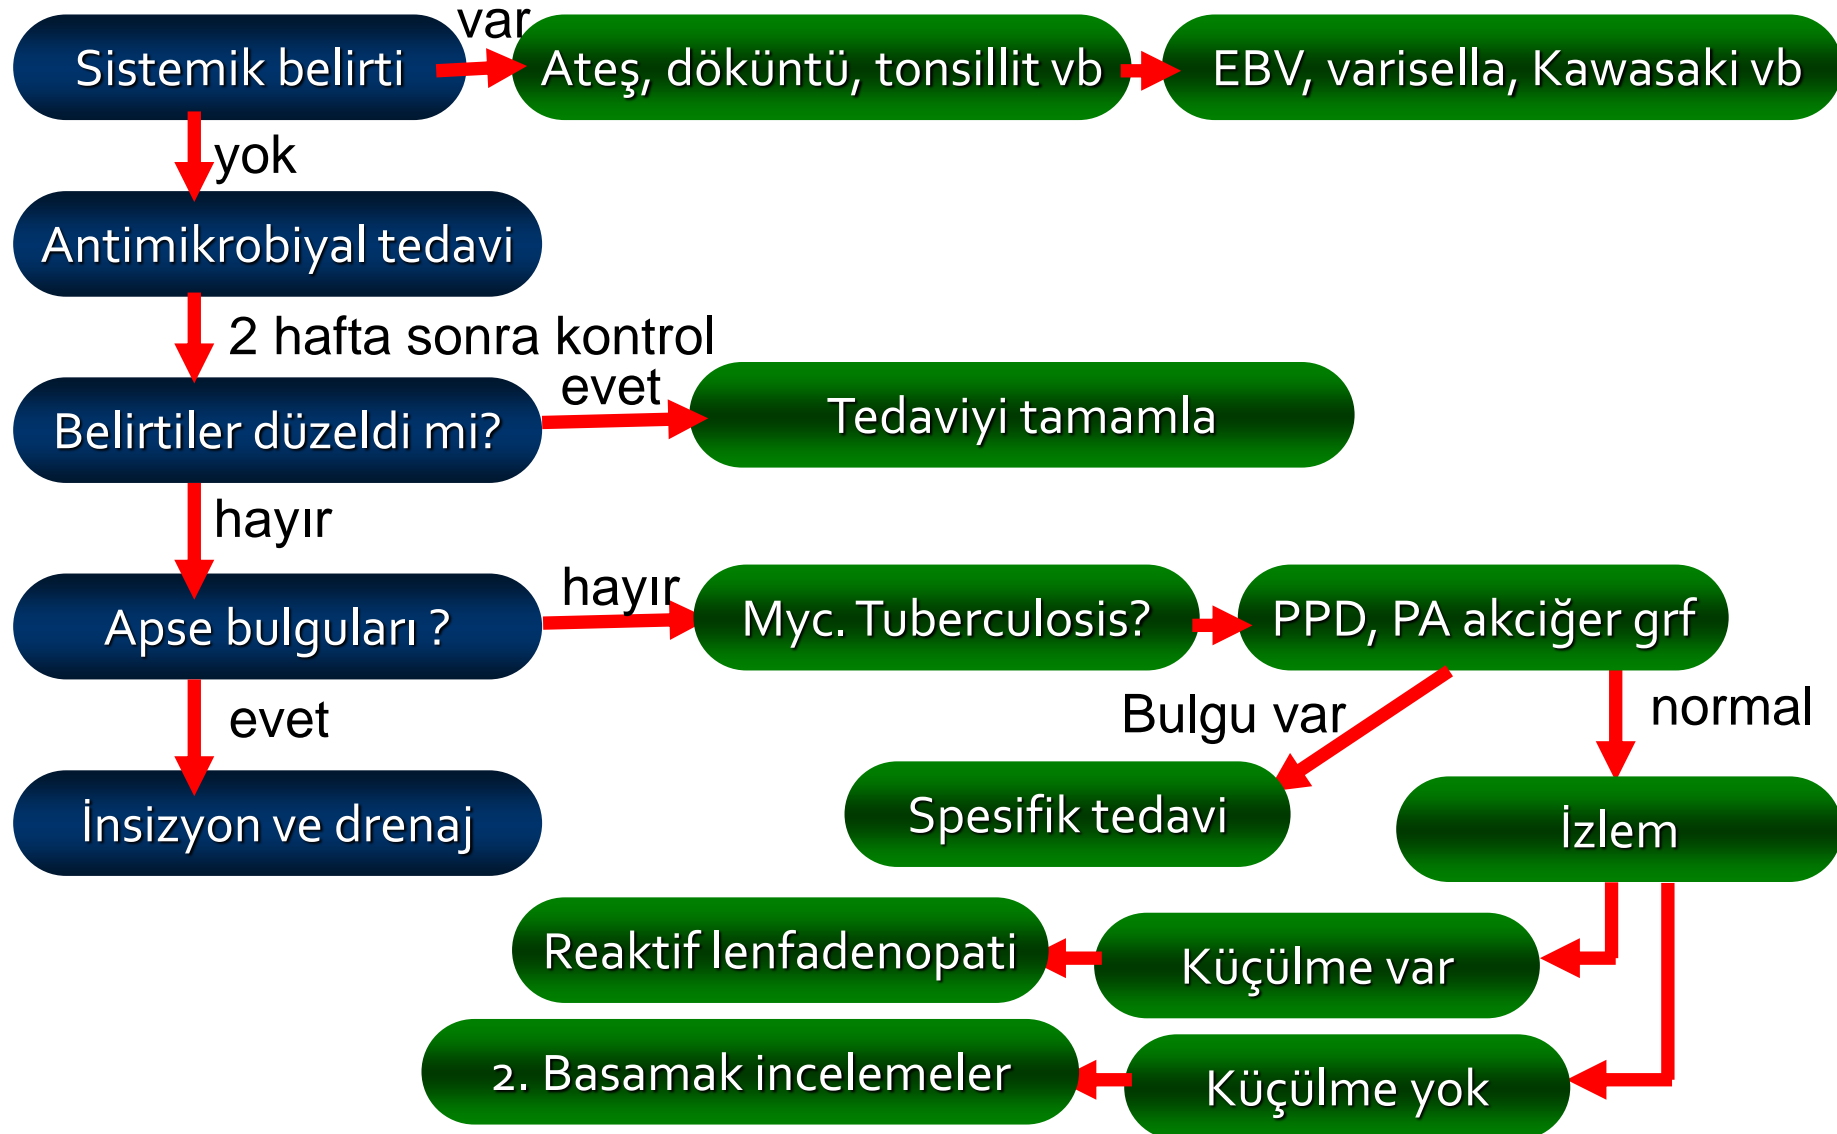 var
Sistemik belirti
Ateş, döküntü, tonsillit vb
EBV, varisella, Kawasaki vb
yok
Antimikrobiyal tedavi
2 hafta sonra kontrol
evet
Belirtiler düzeldi mi?
Tedaviyi tamamla
hayır
hayır
Apse bulguları ?
Myc. Tuberculosis?
PPD, PA akciğer grf
evet
Bulgu var
normal
İnsizyon ve drenaj
Spesifik tedavi
İzlem
Reaktif lenfadenopati
Küçülme var
2. Basamak incelemeler
Küçülme yok